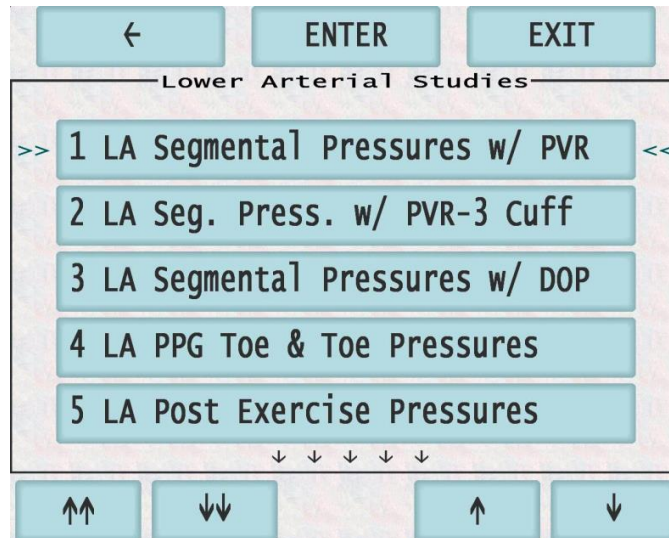 ← ENTER EXIT
Lower Arterial Studies
>> 1 LA Segmental Pressures w/ PVR <<
2 LA Seg. Press. w/ PVR-3 Cuff
3 LA Segmental Pressures w/ DOP
4 LA PPG Toe & Toe Pressures
5 LA Post Exercise Pressures
↓ ↓ ↓ ↓ ↓
↑↑ ↓↓ ↑ ↓